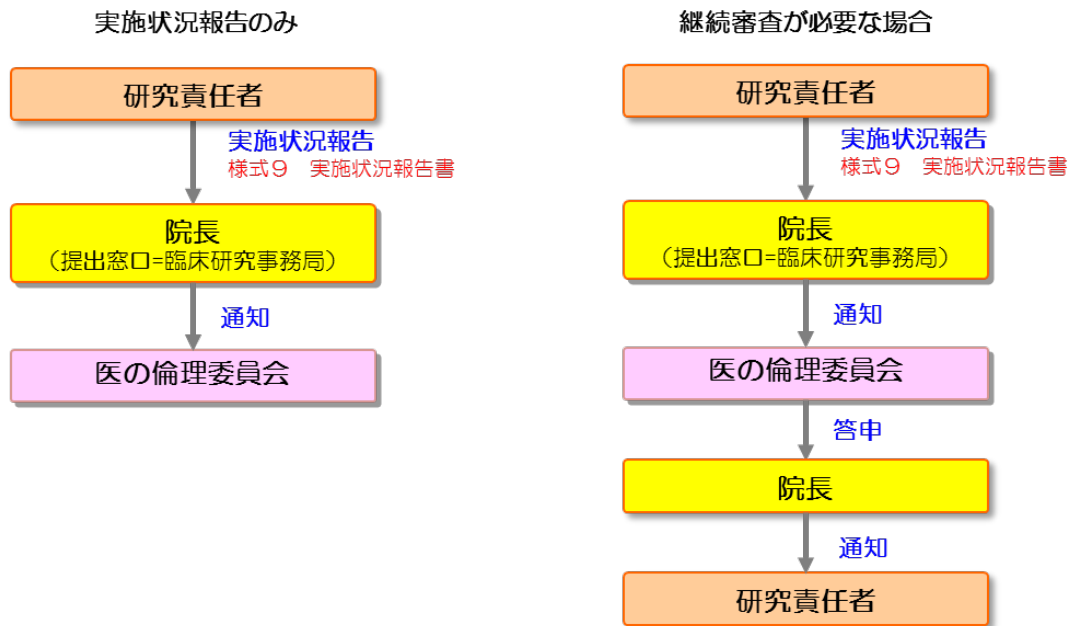 実施状況報告のみ
研究責任者
実施状況報告
様式9 実施状況報告書
院長
(提出窓口=臨床研究事務局)
通知
医の倫理委員会
継続審査が必要な場合
研究責任者
実施状況報告
様式9 実施状況報告書
院長
(提出窓口=臨床研究事務局)
通知
医の倫理委員会
答申
院長
通知
研究責任者